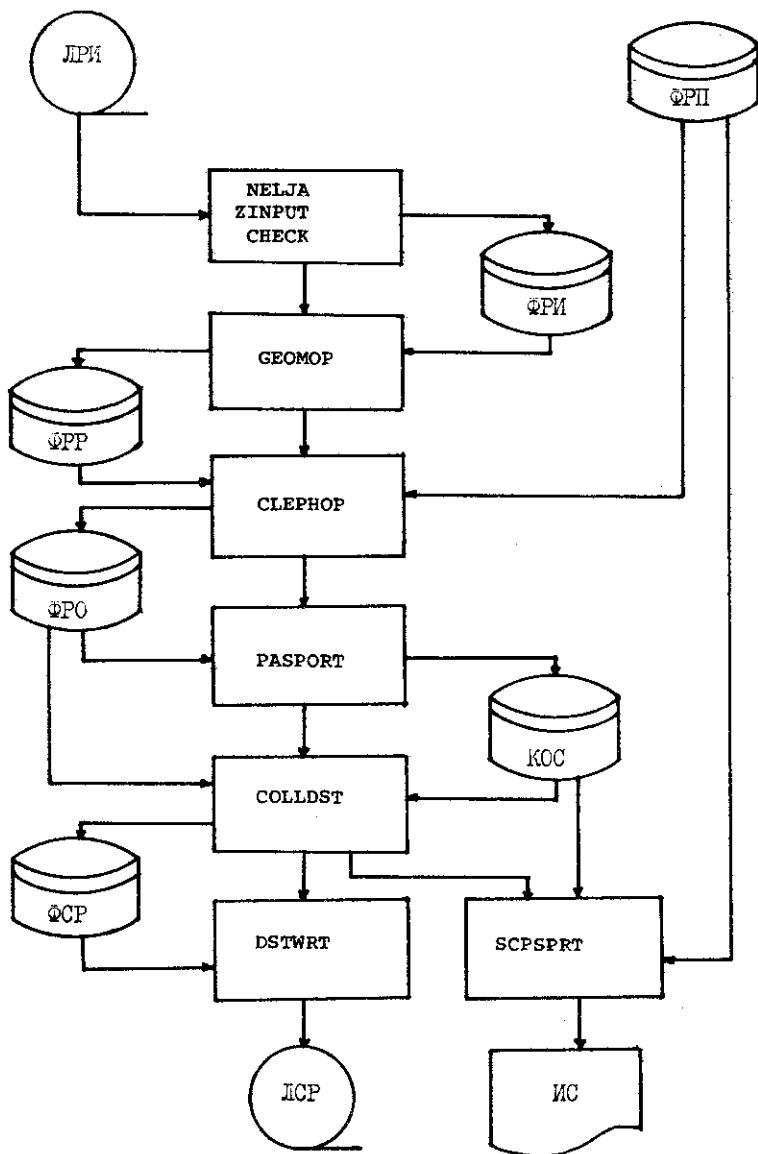 ЛРИ
ФРП
NELJA
ZINPUT
CHECK
ФРИ
GEOMOP
ФРР
CLEPHOP
ФРО
PASPORT
КОС
COLLDST
ФСР
DSTWRT
SCPSPRT
ЛСР
ИС